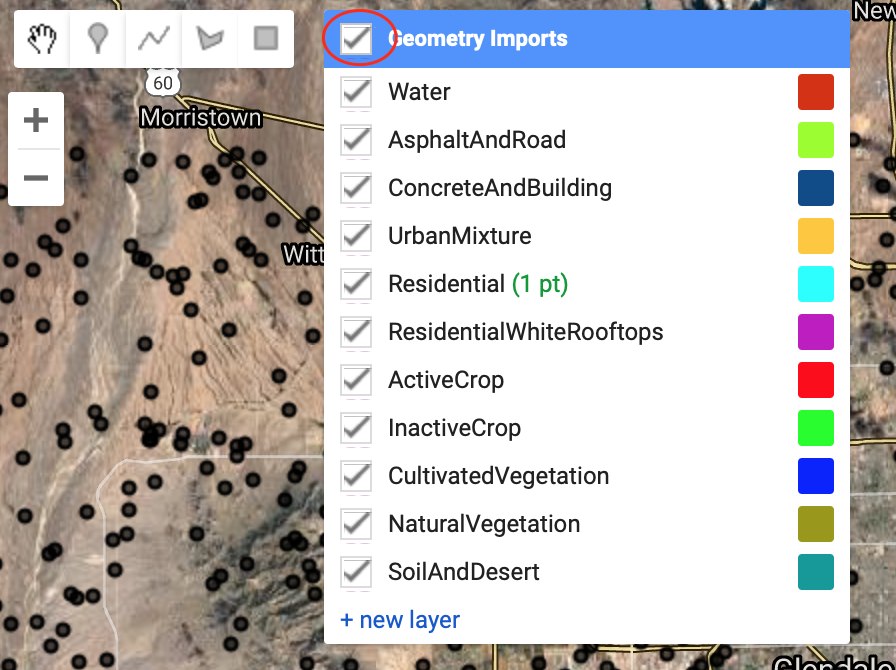 Geometry Imports
New
60
Morristown
Water
AsphaltAndRoad
ConcreteAndBuilding
UrbanMixture
Witt
Residential (1 pt)
ResidentialWhiteRooftops
ActiveCrop
InactiveCrop
CultivatedVegetation
NaturalVegetation
SoilAndDesert
+ new layer
Glendale